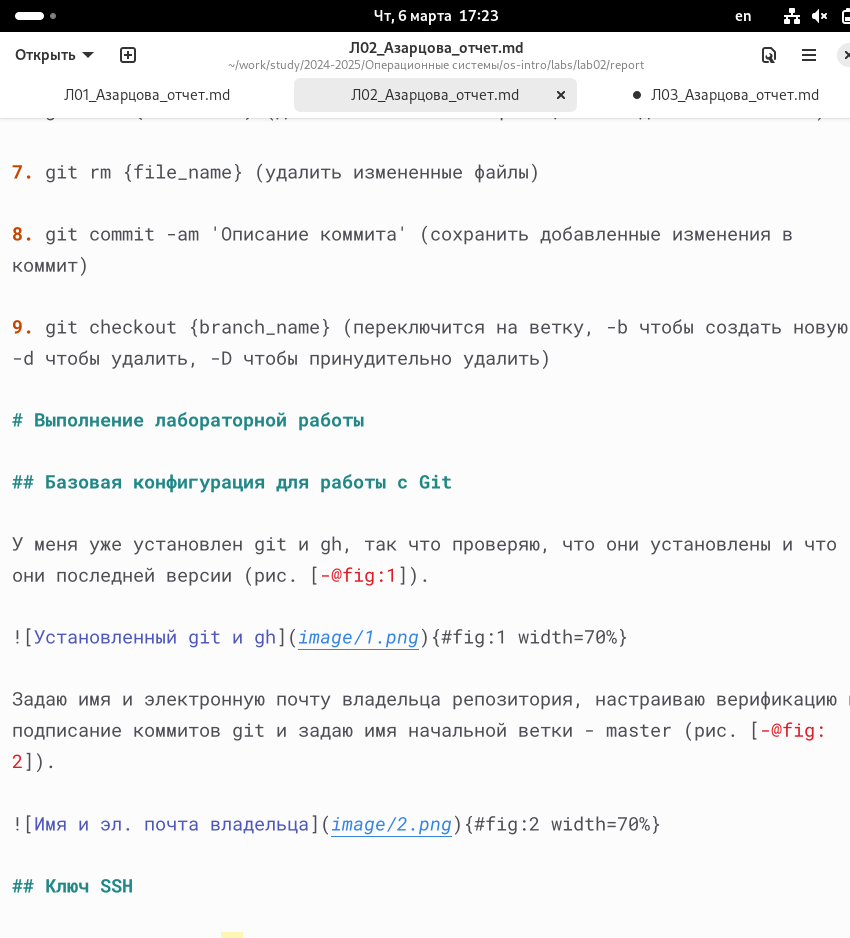 Чт, 6 марта 17:23
en
Открыть
Л02_Азарцова_отчет.md
~/work/study/2024-2025/Операционные системы/os-intro/labs/lab02/report
Л01_Азарцова_отчет.md
Л02_Азарцова_отчет.md
Л03_Азарцова_отчет.md
7. git rm {file_name} (удалить измененные файлы)
8. git commit -am 'Описание коммита' (сохранить добавленные изменения в
коммит)
9. git checkout {branch_name} (переключится на ветку, -b чтобы создать новую
-d чтобы удалить, -D чтобы принудительно удалить)
# Выполнение лабораторной работы
## Базовая конфигурация для работы с Git
У меня уже установлен git и gh, так что проверяю, что они установлены и что
они последней версии (рис. [-@fig:1]).
![Установленный git и gh](image/1.png){#fig:1 width=70%}
Задаю имя и электронную почту владельца репозитория, настраиваю верификацию
подписание коммитов git и задаю имя начальной ветки - master (рис. [-@fig:
2]).
![Имя и эл. почта владельца](image/2.png){#fig:2 width=70%}
## Ключ SSH